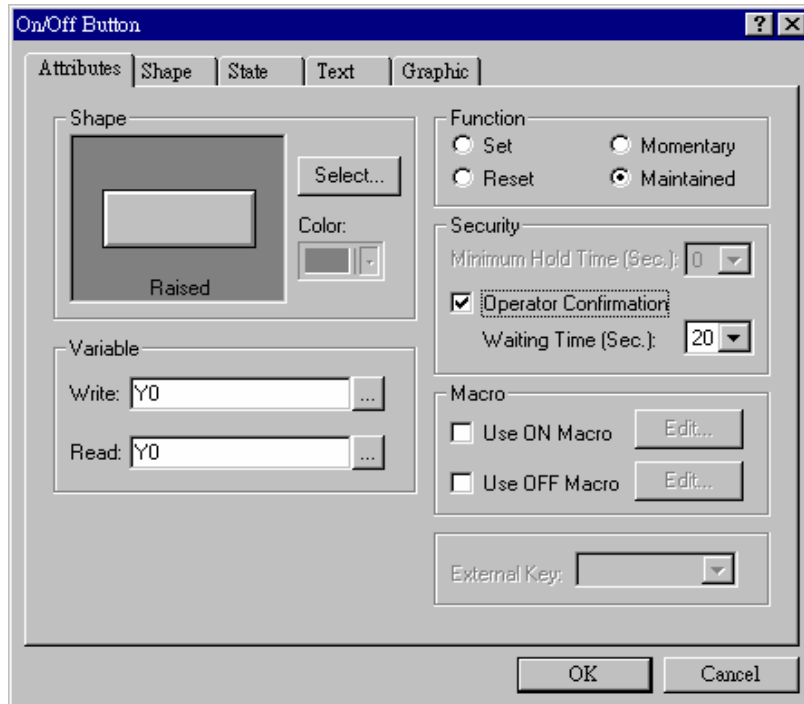 On/Off Button
Attributes Shape State Text Graphic
Shape
Select...
Color:
Raised
Variable
Write: Y0 ...
Read: Y0 ...
Function
Set Momentary
Reset Maintained
Security
Minimum Hold Time (Sec.): 0
Operator Confirmation
Waiting Time (Sec.): 20
Macro
Use ON Macro Edit...
Use OFF Macro Edit...
External Key:
OK Cancel